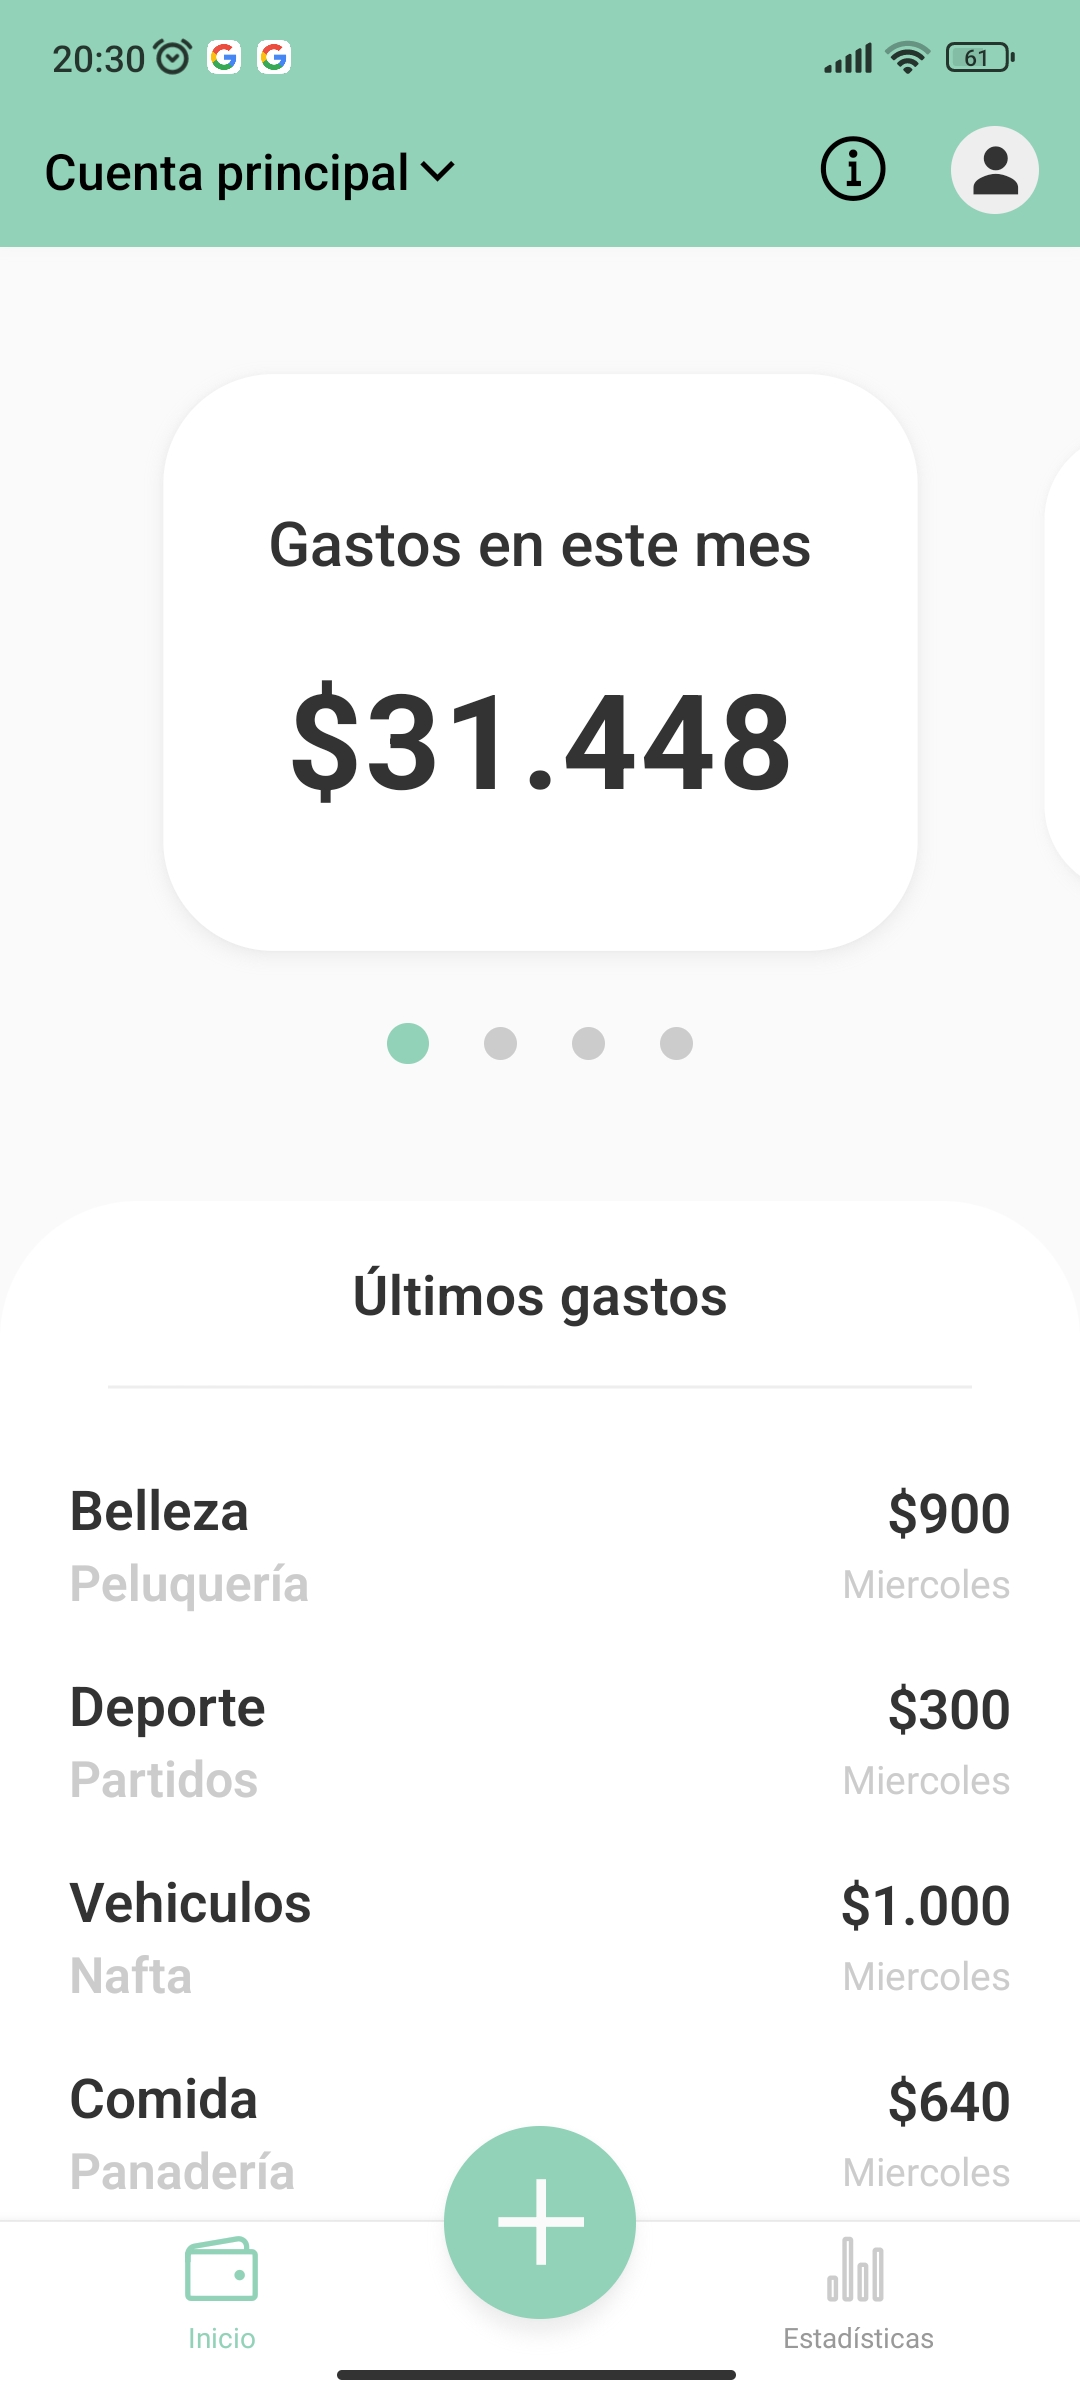 20:30
61
Cuenta principal
Gastos en este mes
$31.448
Últimos gastos
Belleza
$900
Peluquería
Miercoles
Deporte
$300
Partidos
Miercoles
Vehiculos
$1.000
Nafta
Miercoles
Comida
$640
Panadería
Miercoles
Inicio
Estadísticas